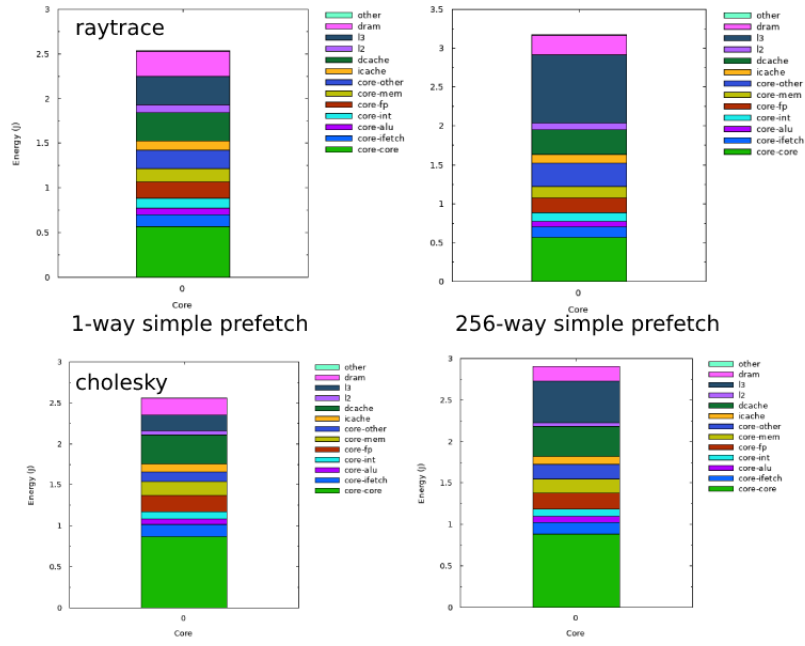 raytrace
3
2.5
2
1.5
1
0.5
0
Energy (J)
0
Core
other
dram
l3
l2
dcache
icache
core-other
core-mem
core-fp
core-int
core-alu
core-ifetch
core-core
3.5
3
2.5
2
1.5
1
0.5
0
Energy (J)
0
Core
other
dram
l3
l2
dcache
icache
core-other
core-mem
core-fp
core-int
core-alu
core-ifetch
core-core
1-way simple prefetch
256-way simple prefetch
cholesky
3
2.5
2
1.5
1
0.5
0
Energy (J)
0
Core
other
dram
l3
l2
dcache
icache
core-other
core-mem
core-fp
core-int
core-alu
core-ifetch
core-core
3
2.5
2
1.5
1
0.5
0
Energy (J)
0
Core
other
dram
l3
l2
dcache
icache
core-other
core-mem
core-fp
core-int
core-alu
core-ifetch
core-core